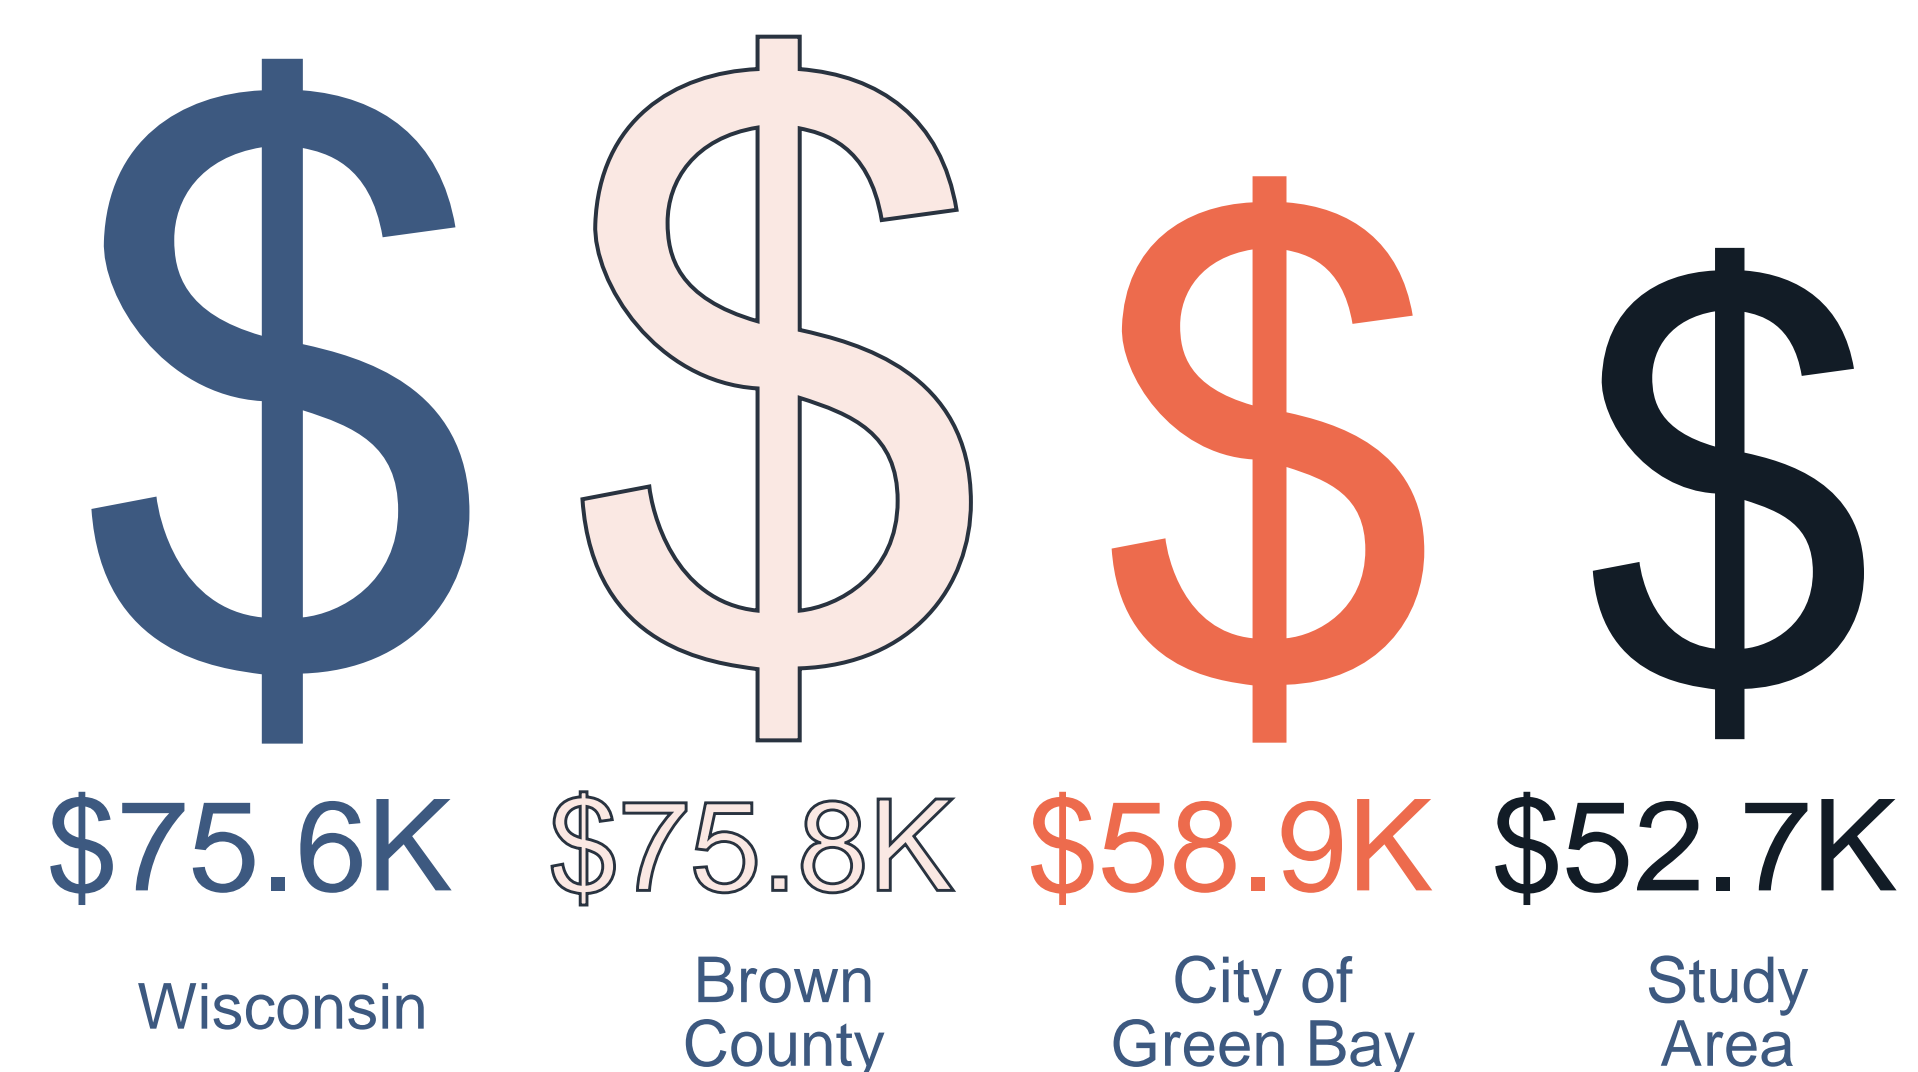 $ $ $ $
$75.6K $75.8K $58.9K $52.7K
Wisconsin
Brown
County
City of
Green Bay
Study
Area